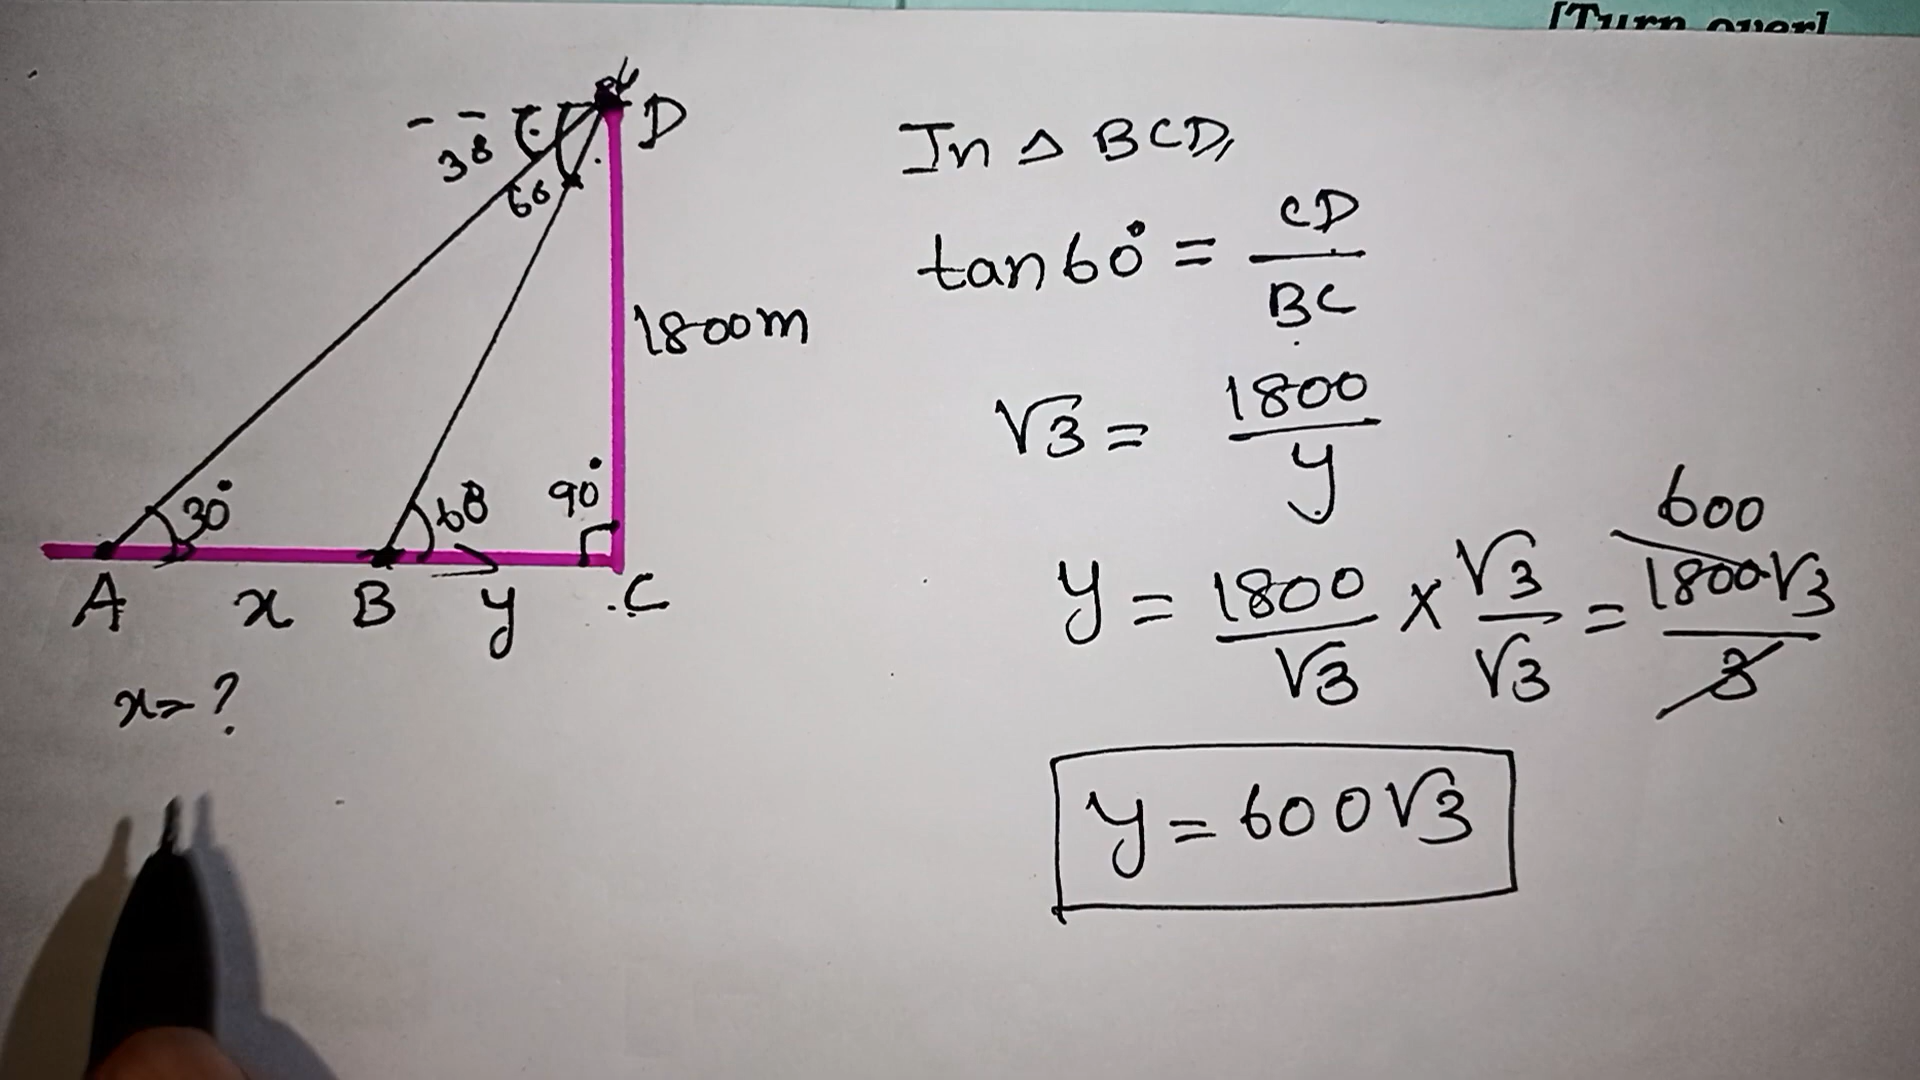 [Turn over]
D
30°
60°
1800m
30°
60°
90°
A x B y C
x = ?
In △ BCD,
tan 60° = CD / BC
√3 = 1800 / y
y = 1800/√3 × √3/√3 = 1800√3 / 3
600
y = 600√3